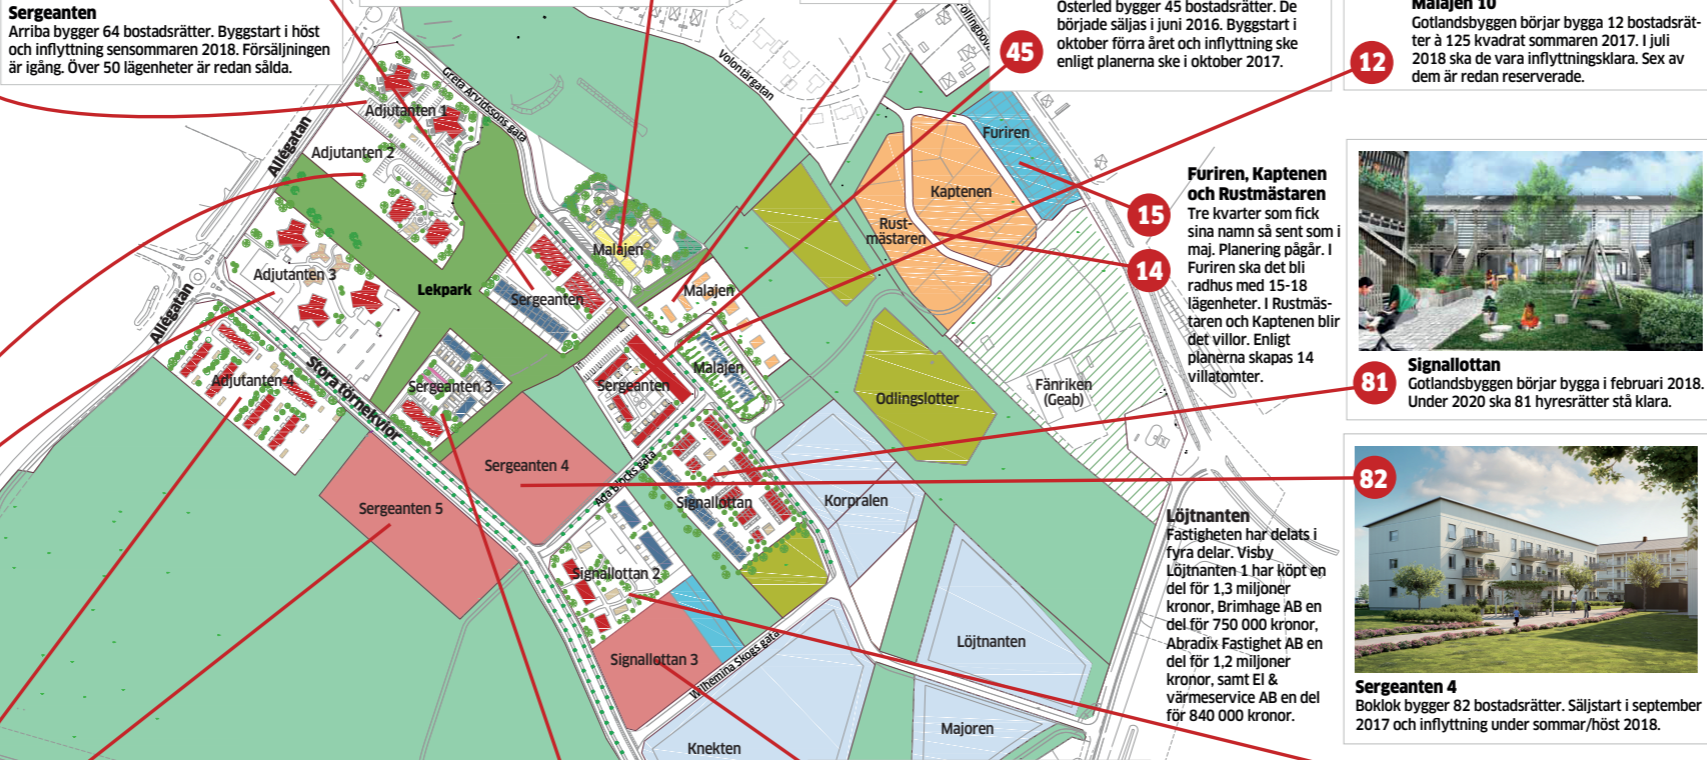 Sergeanten
Arriba bygger 64 bostadsrätter. Byggstart i höst
och inflyttning sensommaren 2018. Försäljningen
är igång. Över 50 lägenheter är redan sålda.
Österled bygger 45 bostadsrätter. De
började säljas i juni 2016. Byggstart i
oktober förra året och inflyttning ske
enligt planerna ske i oktober 2017.
45
Malajen 10
Gotlandsbyggen börjar bygga 12 bostadsrät-
ter à 125 kvadrat sommaren 2017. I juli
2018 ska de vara inflyttningsklara. Sex av
dem är redan reserverade.
12
Furiren, Kaptenen
och Rustmästaren
Tre kvarter som fick
sina namn så sent som i
maj. Planering pågår. I
Furiren ska det bli
radhus med 15-18
lägenheter. I Rustmäs-
taren och Kaptenen blir
det villor. Enligt
planerna skapas 14
villatomter.
15
14
Signallottan
Gotlandsbyggen börjar bygga i februari 2018.
Under 2020 ska 81 hyresrätter stå klara.
81
Löjtnanten
Fastigheten har delats i
fyra delar. Visby
Löjtnanten 1 har köpt en
del för 1,3 miljoner
kronor, Brimhage AB en
del för 750 000 kronor,
Abradix Fastighet AB en
del för 1,2 miljoner
kronor, samt El &
värmeservice AB en del
för 840 000 kronor.
82
Sergeanten 4
Boklok bygger 82 bostadsrätter. Säljstart i september
2017 och inflyttning under sommar/höst 2018.
Greta Arvidssons gata
Volontärgatan
Allégatan
Adjutanten 1
Adjutanten 2
Furiren
Kaptenen
Rust-
mästaren
Malajen
Adjutanten 3
Lekpark
Sergeanten
Malajen
Allégatan
Stora törnekvior
Adjutanten 4
Sergeanten 3
Sergeanten
Malajen
Odlingslotter
Fänriken
(Geab)
Sergeanten 4
Ada Blocks gata
Sergeanten 5
Signallottan
Korpralen
Signallottan 2
Löjtnanten
Signallottan 3
Wilhemina Skogs gata
Knekten
Majoren